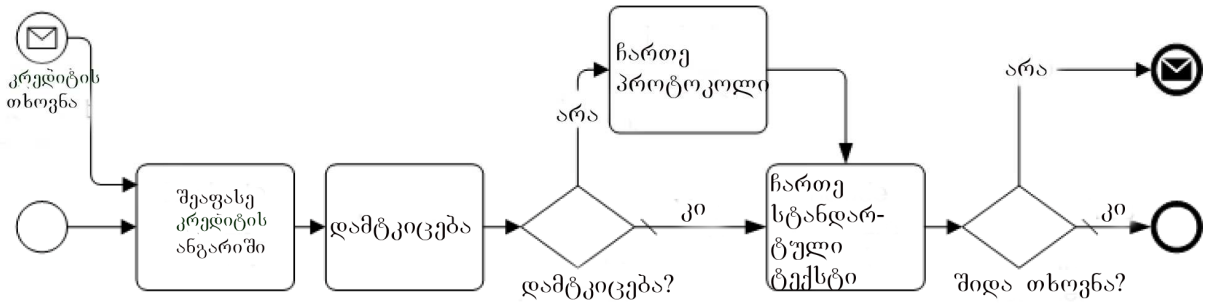 კრედიტის
თხოვნა
შეაფასე
კრედიტის
ანგარიში
დამტკიცება
დამტკიცება?
არა
კი
ჩართე
პროტოკოლი
ჩართე
სტანდარ-
ტული
ტექსტი
შიდა თხოვნა?
არა
კი